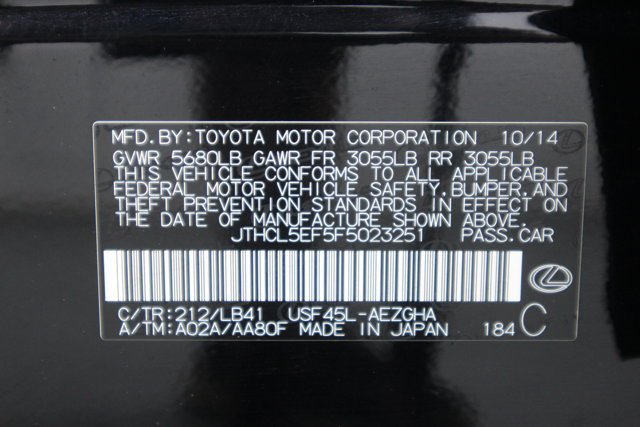 MFD. BY: TOYOTA MOTOR CORPORATION 10/14
GVWR 5680LB GAWR FR 3055LB RR 3055LB
THIS VEHICLE CONFORMS TO ALL APPLICABLE
FEDERAL MOTOR VEHICLE SAFETY, BUMPER, AND
THEFT PREVENTION STANDARDS IN EFFECT ON
THE DATE OF MANUFACTURE SHOWN ABOVE.
JTHCL5EF5F5023251 PASS. CAR
C/TR: 212/LB41 USF45L-AEZGHA
A/TM: A02A/AA80F MADE IN JAPAN 184 C